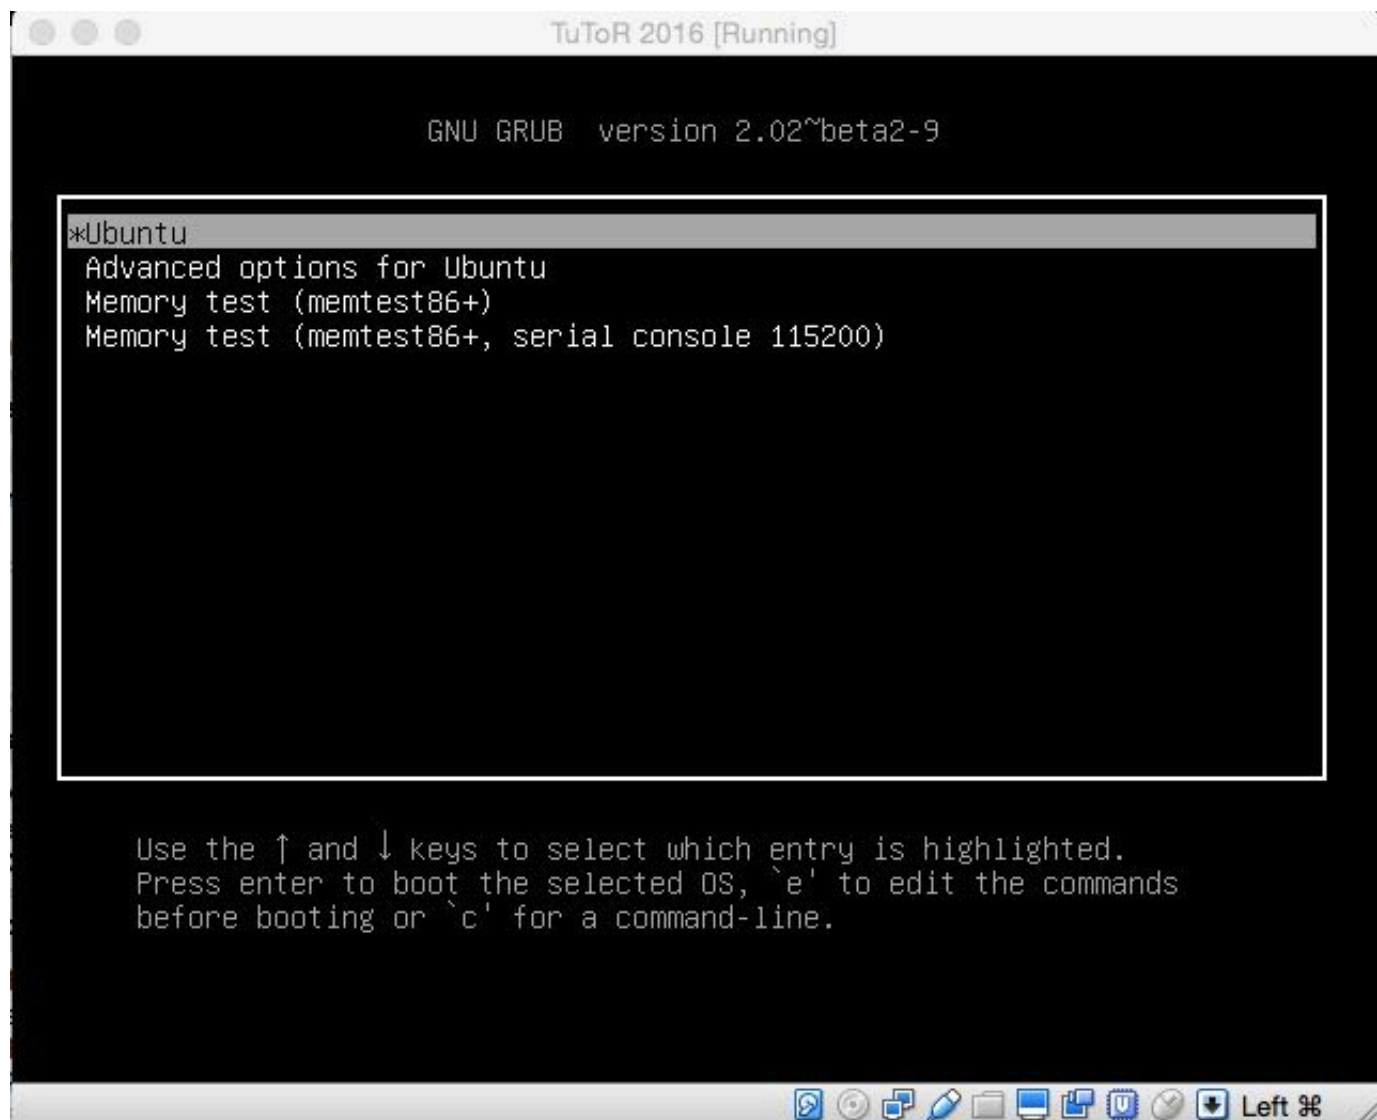 TuToR 2016 [Running]
GNU GRUB  version 2.02~beta2-9
*Ubuntu
Advanced options for Ubuntu
Memory test (memtest86+)
Memory test (memtest86+, serial console 115200)
Use the ↑ and ↓ keys to select which entry is highlighted.
Press enter to boot the selected OS, `e' to edit the commands
before booting or `c' for a command-line.
Left ⌘